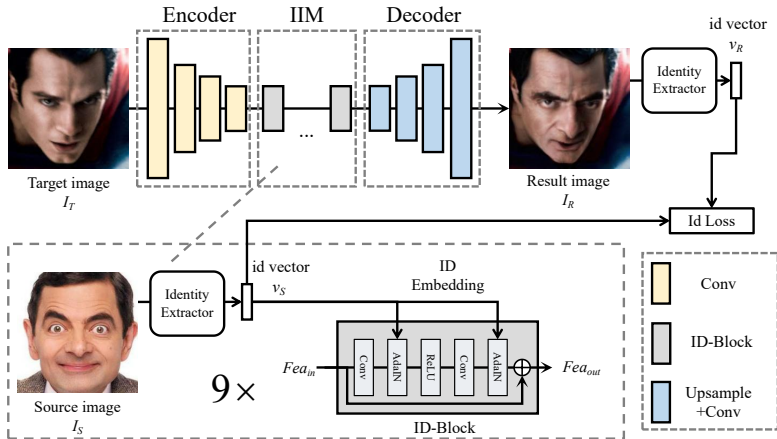 Encoder
IIM
Decoder
id vector
v_R
Identity
Extractor
...
Target image
I_T
Result image
I_R
Id Loss
id vector
v_S
ID
Embedding
Identity
Extractor
Conv
ID-Block
Upsample
+Conv
Fea_in
Conv
AdaIN
ReLU
Conv
AdaIN
Fea_out
9×
ID-Block
Source image
I_S